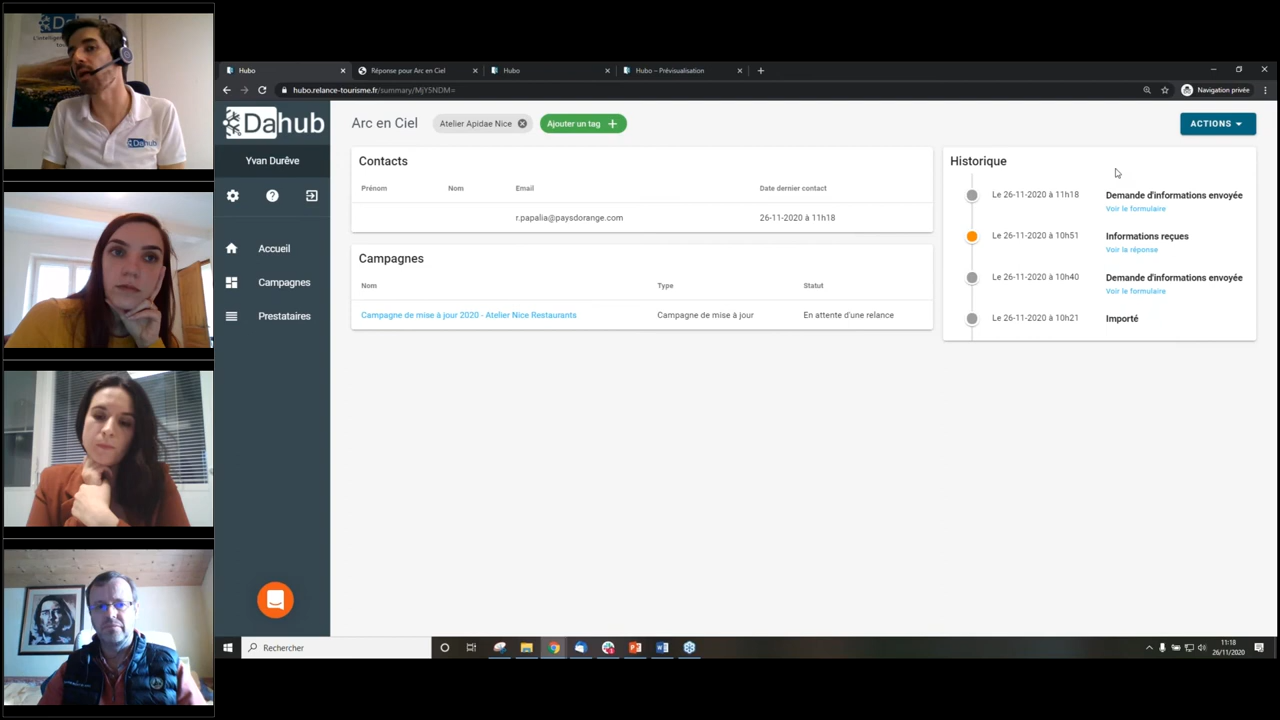 Dahub
Hubo
Réponse pour Arc en Ciel
Hubo
Hubo – Prévisualisation
hubo.relance-tourisme.fr/summary/MjY5NDM=
Navigation privée
Dahub
Yvan Durêve
Accueil
Campagnes
Prestataires
Arc en Ciel
Atelier Apidae Nice
Ajouter un tag
ACTIONS
Contacts
Prénom Nom Email Date dernier contact
r.papalia@paysdorange.com 26-11-2020 à 11h18
Campagnes
Nom Type Statut
Campagne de mise à jour 2020 - Atelier Nice Restaurants Campagne de mise à jour En attente d'une relance
Historique
Le 26-11-2020 à 11h18 Demande d'informations envoyée
Voir le formulaire
Le 26-11-2020 à 10h51 Informations reçues
Voir la réponse
Le 26-11-2020 à 10h40 Demande d'informations envoyée
Voir le formulaire
Le 26-11-2020 à 10h21 Importé
Rechercher
11:18
26/11/2020